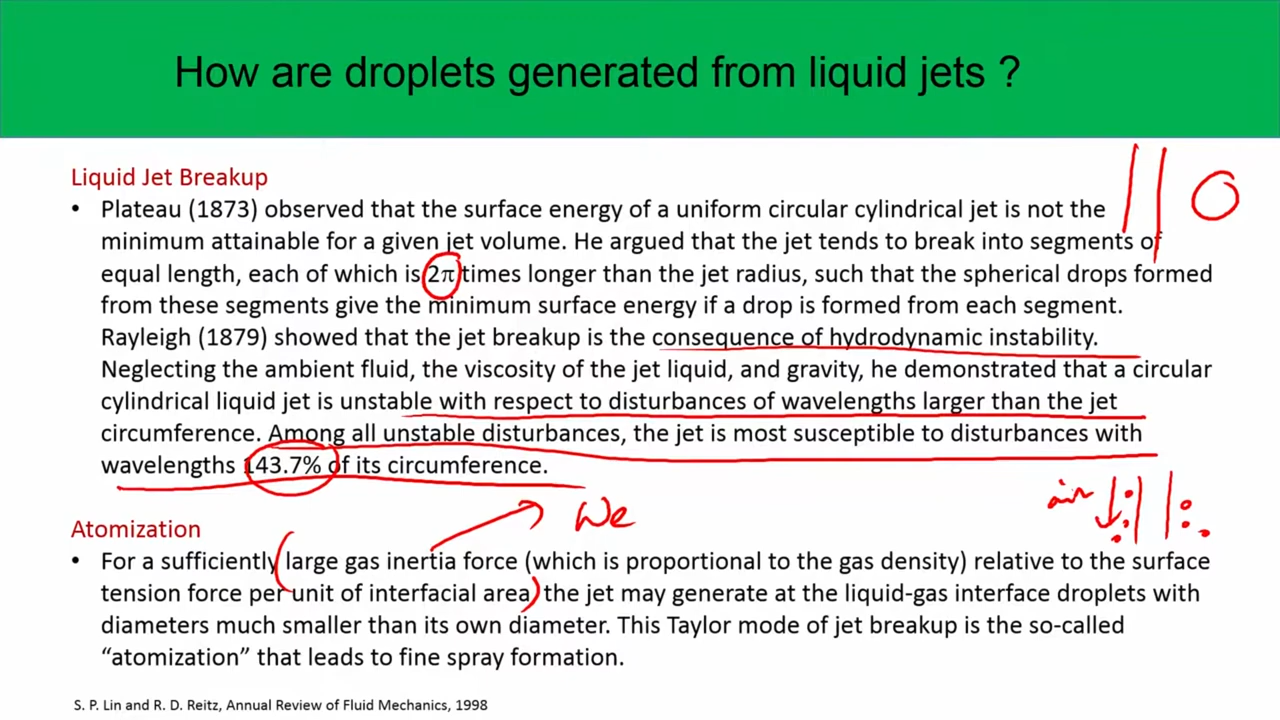 How are droplets generated from liquid jets ?
Liquid Jet Breakup
• Plateau (1873) observed that the surface energy of a uniform circular cylindrical jet is not the
minimum attainable for a given jet volume. He argued that the jet tends to break into segments of
equal length, each of which is 2π times longer than the jet radius, such that the spherical drops formed
from these segments give the minimum surface energy if a drop is formed from each segment.
Rayleigh (1879) showed that the jet breakup is the consequence of hydrodynamic instability.
Neglecting the ambient fluid, the viscosity of the jet liquid, and gravity, he demonstrated that a circular
cylindrical liquid jet is unstable with respect to disturbances of wavelengths larger than the jet
circumference. Among all unstable disturbances, the jet is most susceptible to disturbances with
wavelengths 143.7% of its circumference.
air
We
Atomization
• For a sufficiently large gas inertia force (which is proportional to the gas density) relative to the surface
tension force per unit of interfacial area, the jet may generate at the liquid-gas interface droplets with
diameters much smaller than its own diameter. This Taylor mode of jet breakup is the so-called
“atomization” that leads to fine spray formation.
S. P. Lin and R. D. Reitz, Annual Review of Fluid Mechanics, 1998